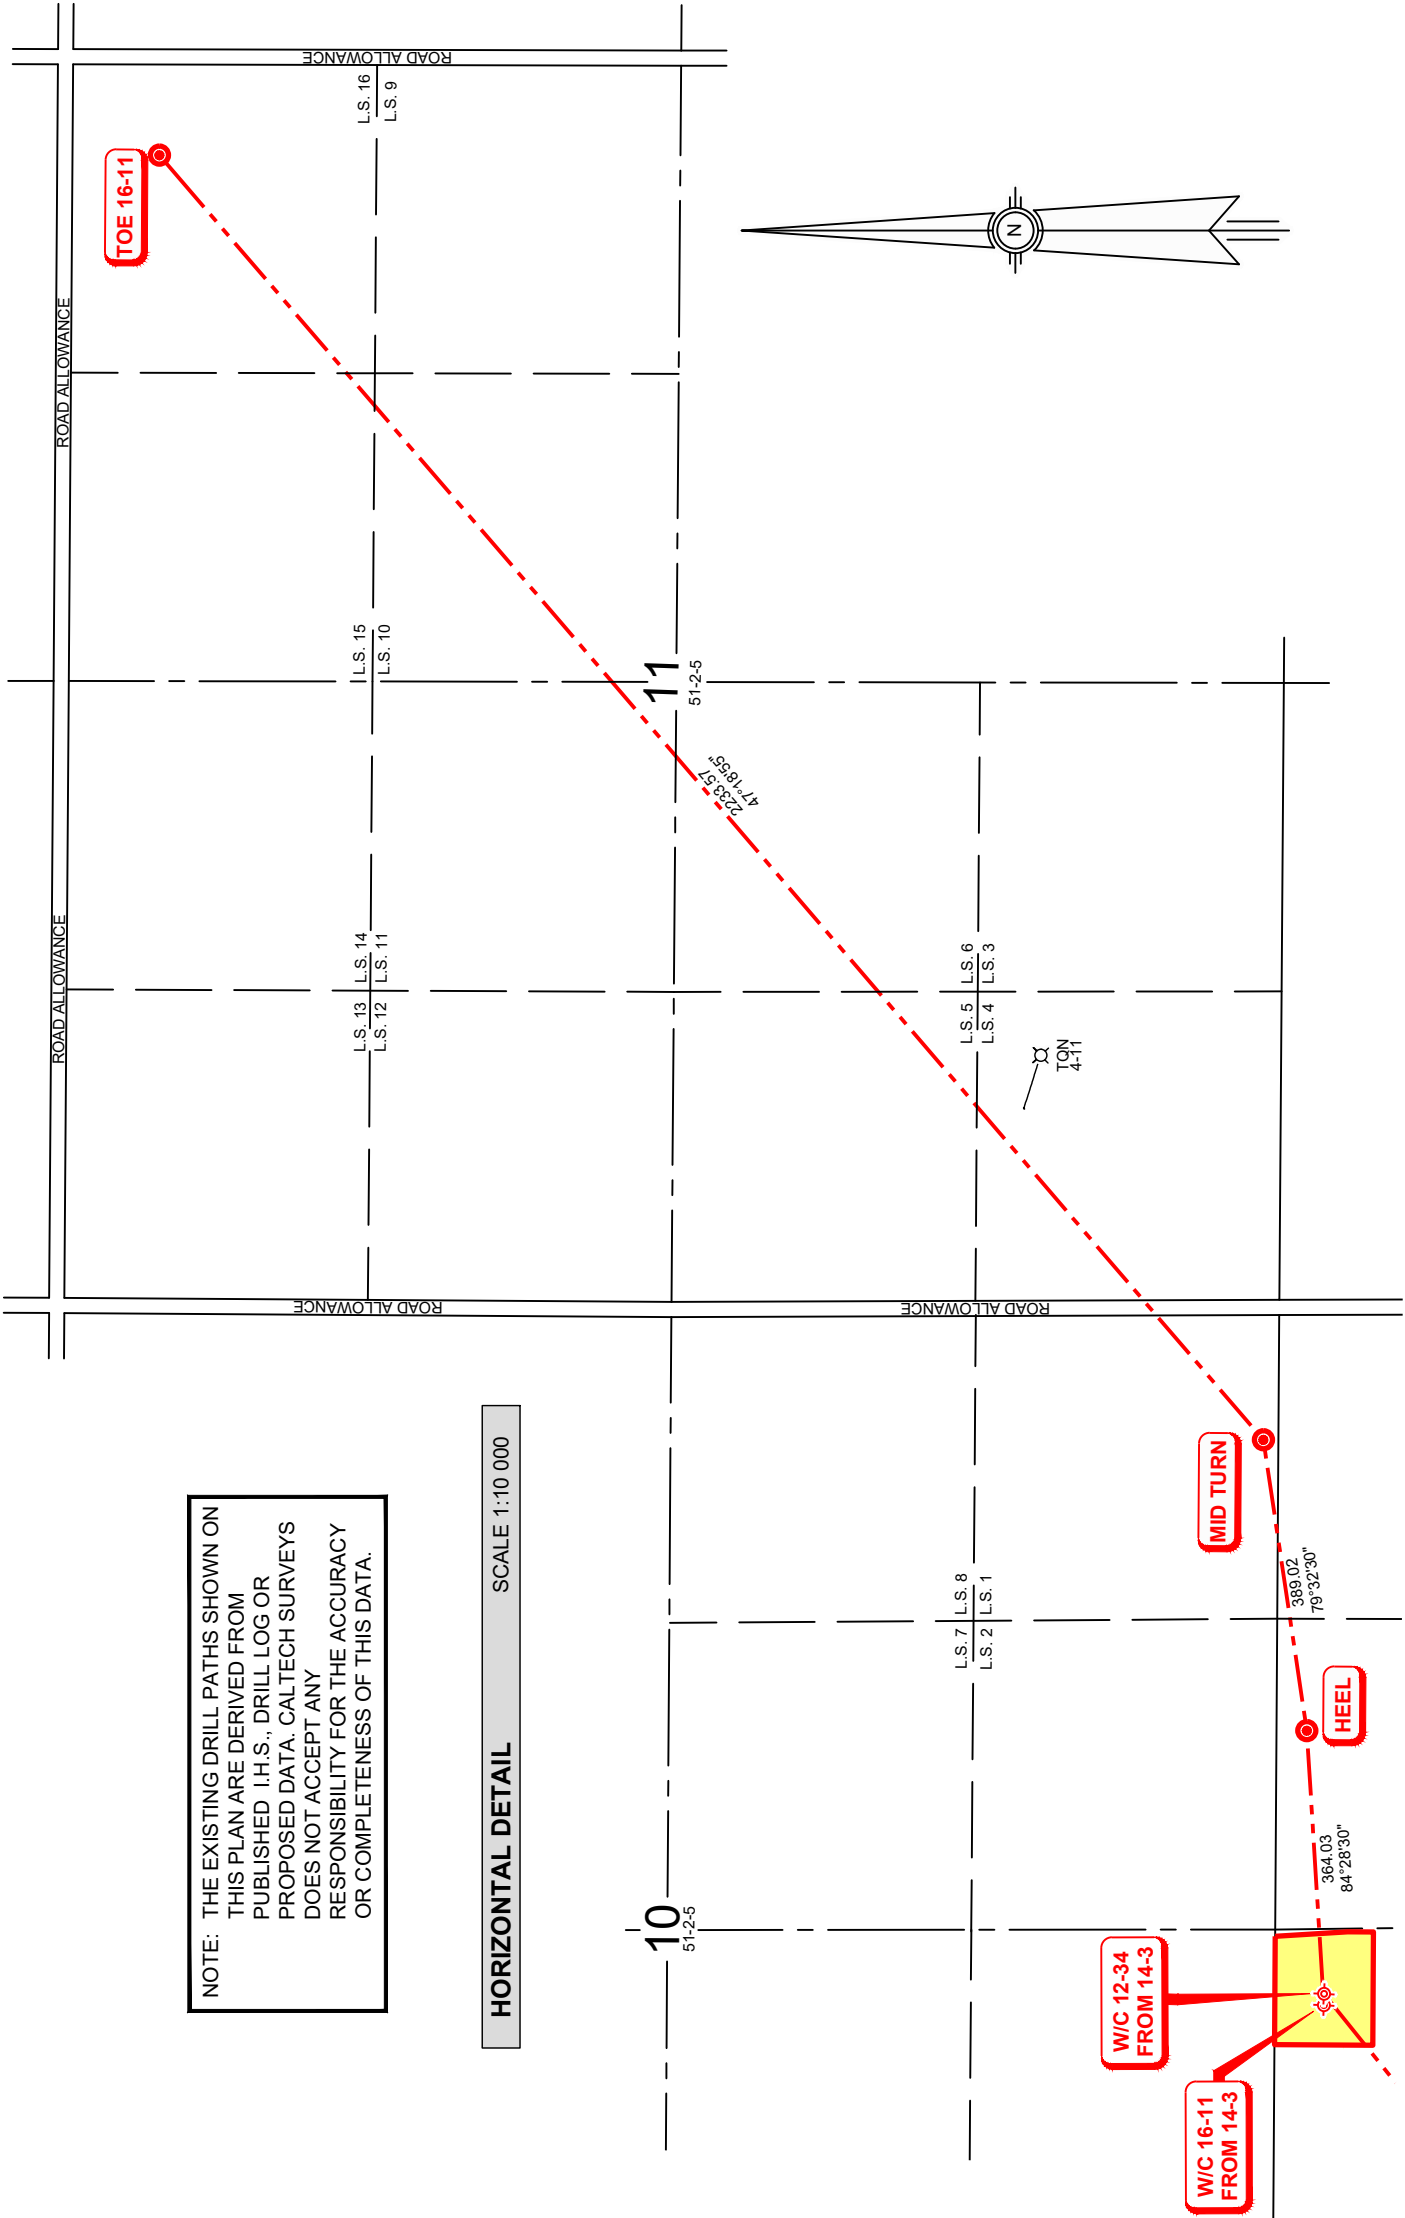 ROAD ALLOWANCE
ROAD ALLOWANCE
ROAD ALLOWANCE
ROAD ALLOWANCE
ROAD ALLOWANCE
TOE 16-11
L.S. 16
L.S. 9
L.S. 15
L.S. 10
L.S. 14
L.S. 11
L.S. 13
L.S. 12
11
51-2-5
2233.57
47°18'55"
N
L.S. 6
L.S. 3
L.S. 5
L.S. 4
TQN
4-11
NOTE: THE EXISTING DRILL PATHS SHOWN ON
THIS PLAN ARE DERIVED FROM
PUBLISHED I.H.S., DRILL LOG OR
PROPOSED DATA. CALTECH SURVEYS
DOES NOT ACCEPT ANY
RESPONSIBILITY FOR THE ACCURACY
OR COMPLETENESS OF THIS DATA.
HORIZONTAL DETAIL SCALE 1:10 000
10
51-2-5
L.S. 8
L.S. 1
L.S. 7
L.S. 2
MID TURN
389.02
79°32'30"
HEEL
364.03
84°28'30"
W/C 12-34
FROM 14-3
W/C 16-11
FROM 14-3